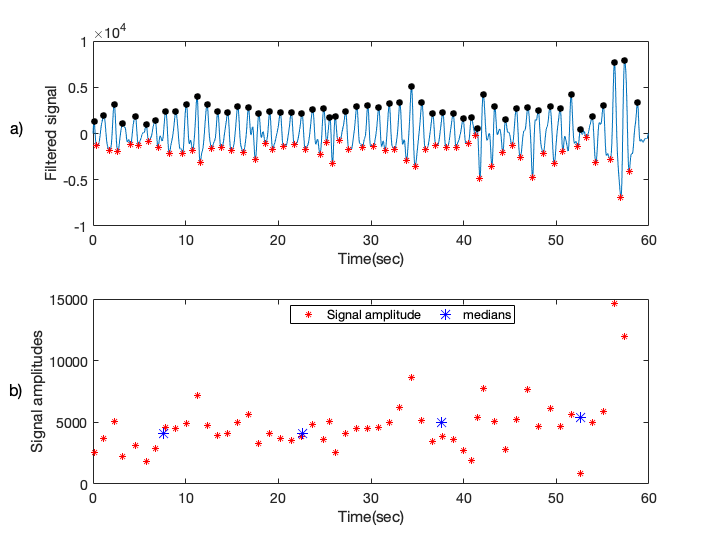 ×10^4
1
0.5
0
-0.5
-1
Filtered signal
a)
0 10 20 30 40 50 60
Time(sec)
15000
10000
5000
0
Signal amplitudes
b)
Signal amplitude medians
0 10 20 30 40 50 60
Time(sec)